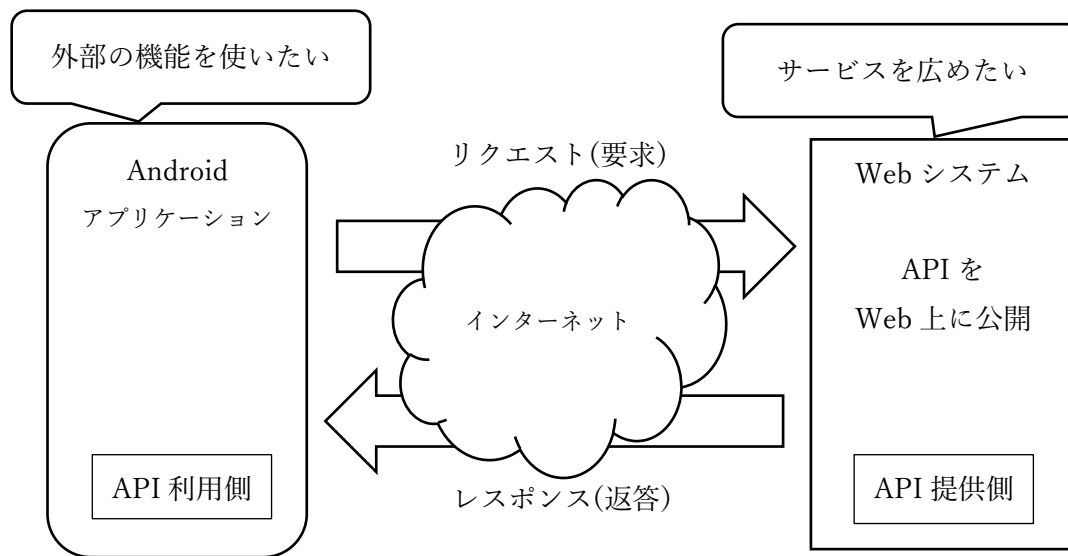 外部の機能を使いたい
サービスを広めたい
リクエスト(要求)
Android
アプリケーション
Web システム
API を
Web 上に公開
インターネット
API 利用側
API 提供側
レスポンス(返答)